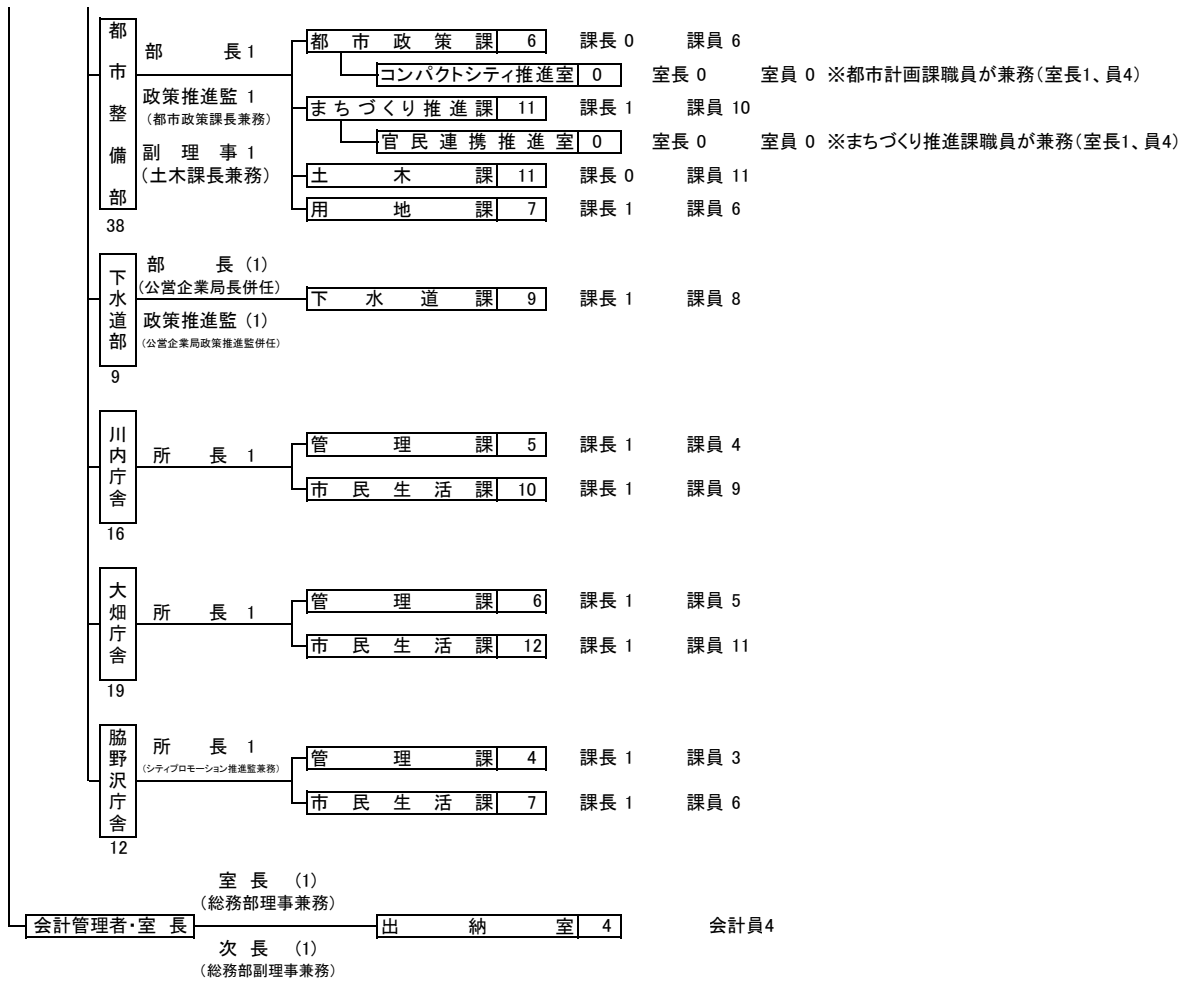 都市整備部
部長 1
政策推進監 1
(都市政策課長兼務)
副理事 1
(土木課長兼務)
38
都市政策課 6 課長 0 課員 6
コンパクトシティ推進室 0 室長 0 室員 0 ※都市計画課職員が兼務(室長1、員4)
まちづくり推進課 11 課長 1 課員 10
官民連携推進室 0 室長 0 室員 0 ※まちづくり推進課職員が兼務(室長1、員4)
土木課 11 課長 0 課員 11
用地課 7 課長 1 課員 6
下水道部
部長 (1)
(公営企業局長併任)
政策推進監 (1)
(公営企業局政策推進監併任)
9
下水道課 9 課長 1 課員 8
川内庁舎
所長 1
16
管理課 5 課長 1 課員 4
市民生活課 10 課長 1 課員 9
大畑庁舎
所長 1
19
管理課 6 課長 1 課員 5
市民生活課 12 課長 1 課員 11
脇野沢庁舎
所長 1
(シティプロモーション推進監兼務)
12
管理課 4 課長 1 課員 3
市民生活課 7 課長 1 課員 6
会計管理者・室長
室長 (1)
(総務部理事兼務)
次長 (1)
(総務部副理事兼務)
出納室 4 会計員4